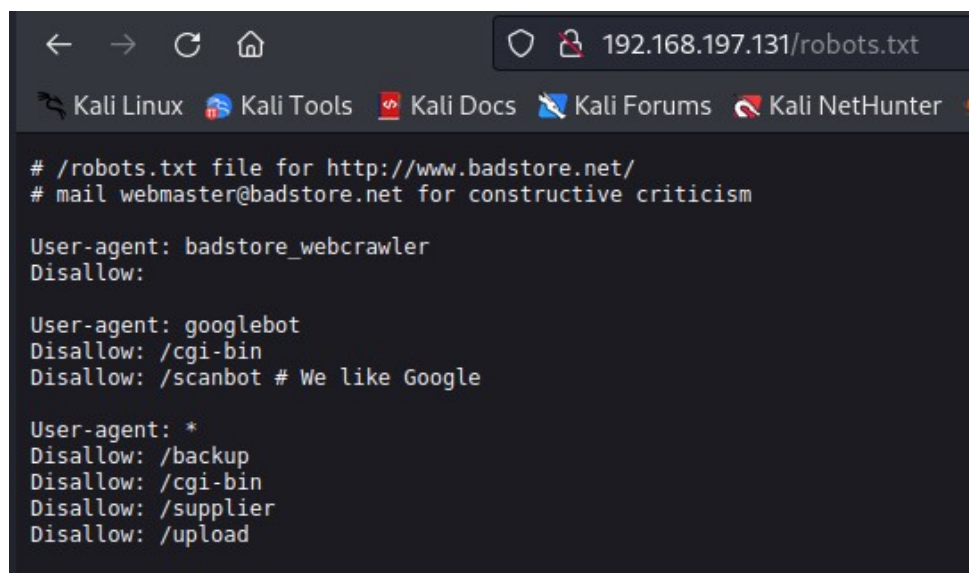 192.168.197.131/robots.txt
Kali Linux Kali Tools Kali Docs Kali Forums Kali NetHunter
# /robots.txt file for http://www.badstore.net/
# mail webmaster@badstore.net for constructive criticism
User-agent: badstore_webcrawler
Disallow:
User-agent: googlebot
Disallow: /cgi-bin
Disallow: /scanbot # We like Google
User-agent: *
Disallow: /backup
Disallow: /cgi-bin
Disallow: /supplier
Disallow: /upload